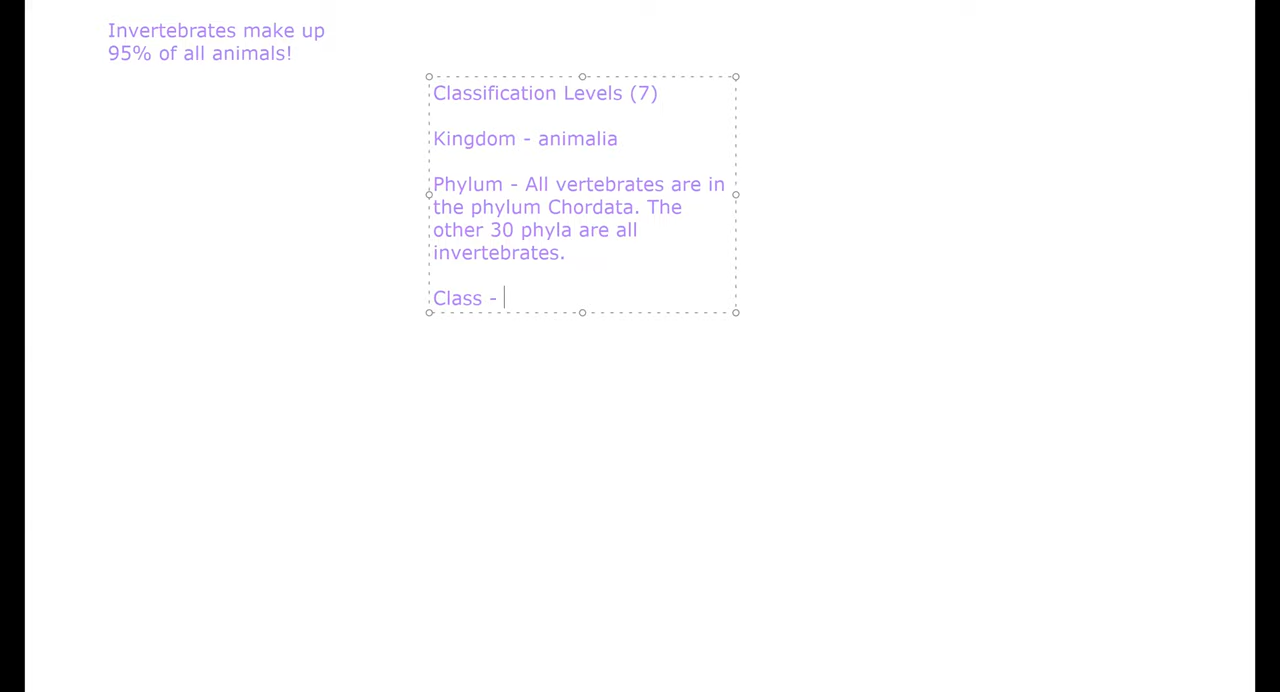 Invertebrates make up
95% of all animals!
Classification Levels (7)
Kingdom - animalia
Phylum - All vertebrates are in
the phylum Chordata. The
other 30 phyla are all
invertebrates.
Class -